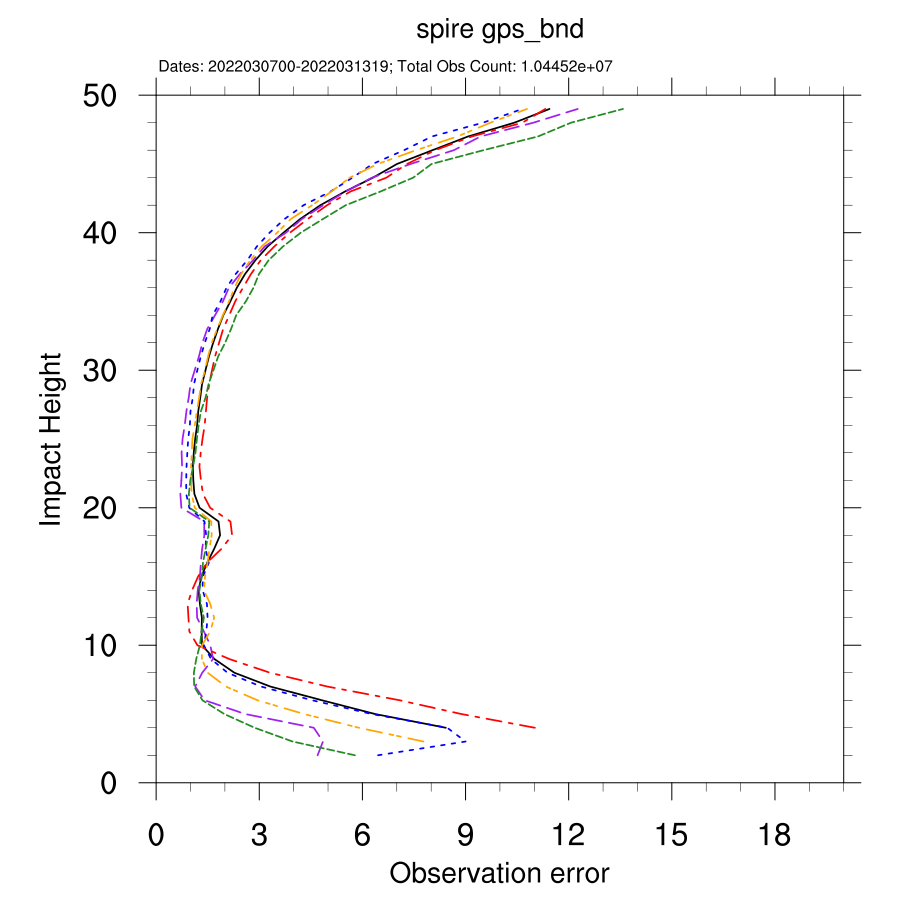 spire gps_bnd
Dates: 2022030700-2022031319; Total Obs Count: 1.04452e+07
50
40
30
20
10
0
Impact Height
0 3 6 9 12 15 18
Observation error